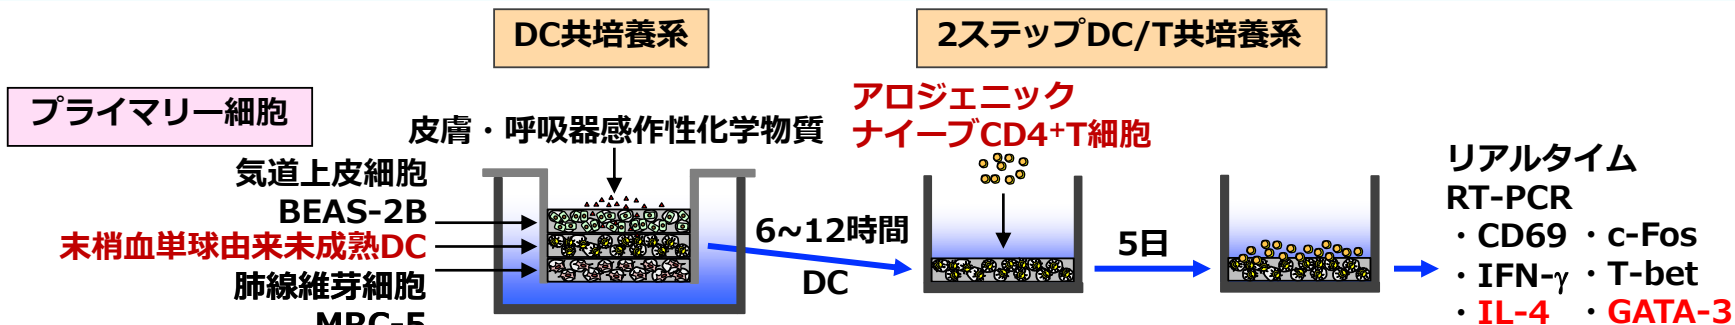 DC共培養系
2ステップDC/T共培養系
プライマリー細胞
皮膚・呼吸器感作性化学物質
アロジェニック
ナイーブCD4⁺T細胞
気道上皮細胞
BEAS-2B
末梢血単球由来未成熟DC
肺線維芽細胞
MRC-5
6~12時間
DC
5日
リアルタイム
RT-PCR
・CD69 ・c-Fos
・IFN-γ ・T-bet
・IL-4 ・GATA-3